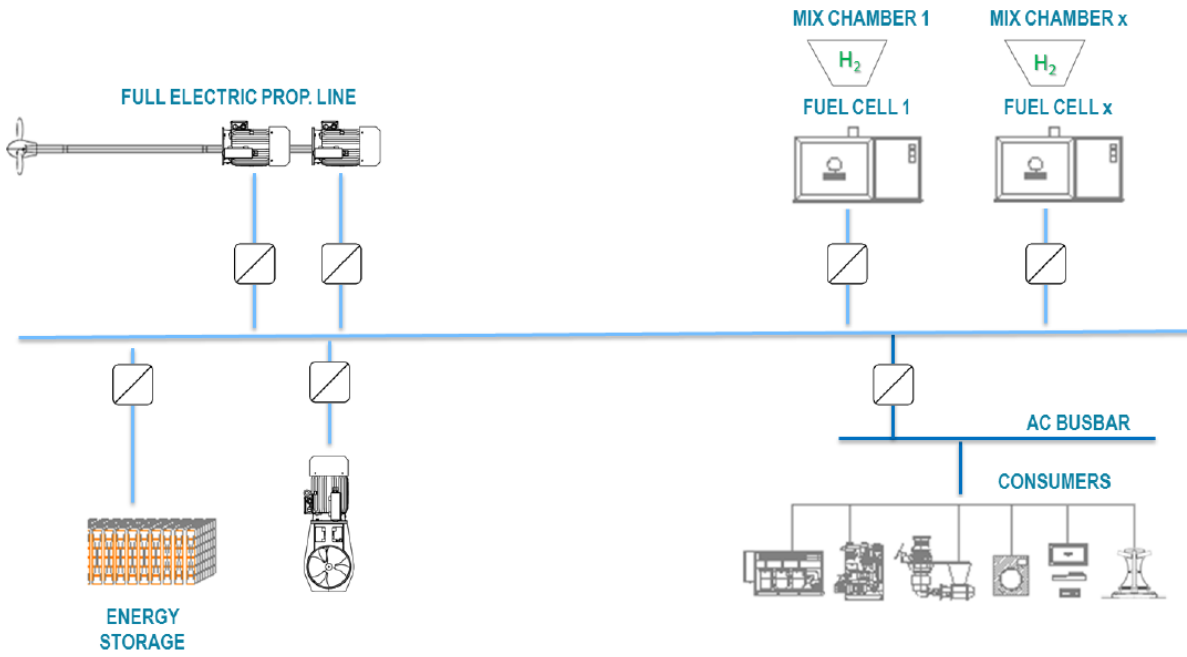 MIX CHAMBER 1
MIX CHAMBER x
H₂
H₂
FULL ELECTRIC PROP. LINE
FUEL CELL 1
FUEL CELL x
AC BUSBAR
CONSUMERS
ENERGY
STORAGE